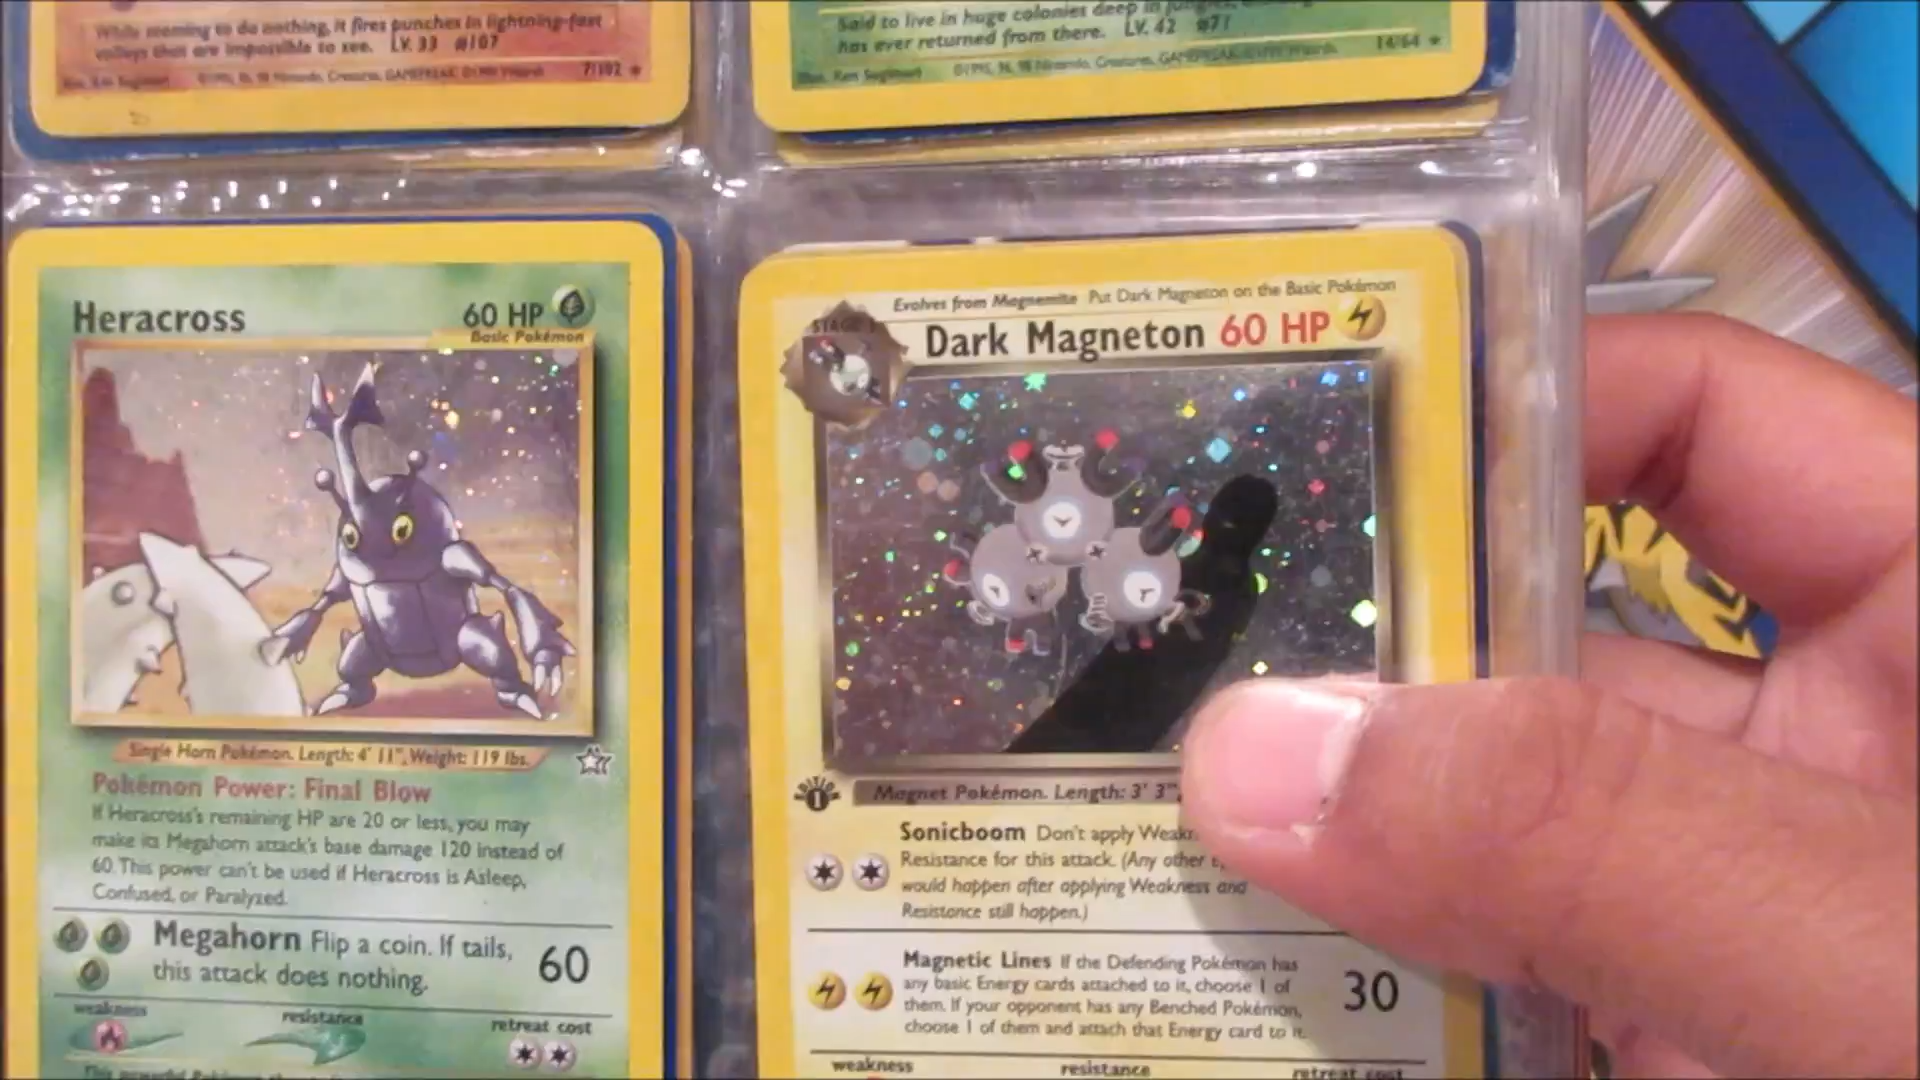 While seeming to do nothing, it fires punches in lightning-fast
volleys that are impossible to see. LV. 33 #107
7/102
Said to live in huge colonies deep in jungles,
has ever returned from there. LV. 42 #71
14/64
Heracross 60 HP
Basic Pokémon
Single Horn Pokémon. Length: 4' 11", Weight: 119 lbs.
Pokémon Power: Final Blow
If Heracross's remaining HP are 20 or less, you may
make its Megahorn attack's base damage 120 instead of
60. This power can't be used if Heracross is Asleep,
Confused, or Paralyzed.
Megahorn Flip a coin. If tails,
this attack does nothing.
60
weakness resistance retreat cost
Evolves from Magnemite Put Dark Magneton on the Basic Pokémon
STAGE 1
Dark Magneton 60 HP
EDITION
1
Magnet Pokémon. Length: 3' 3",
Sonicboom Don't apply
Resistance for this attack. (Any other
would happen after applying Weakness and
Resistance still happen.)
Magnetic Lines If the Defending Pokémon has
any basic Energy cards attached to it, choose 1 of
them. If your opponent has any Benched Pokémon,
choose 1 of them and attach that Energy card to it.
30
weakness resistance retreat cost